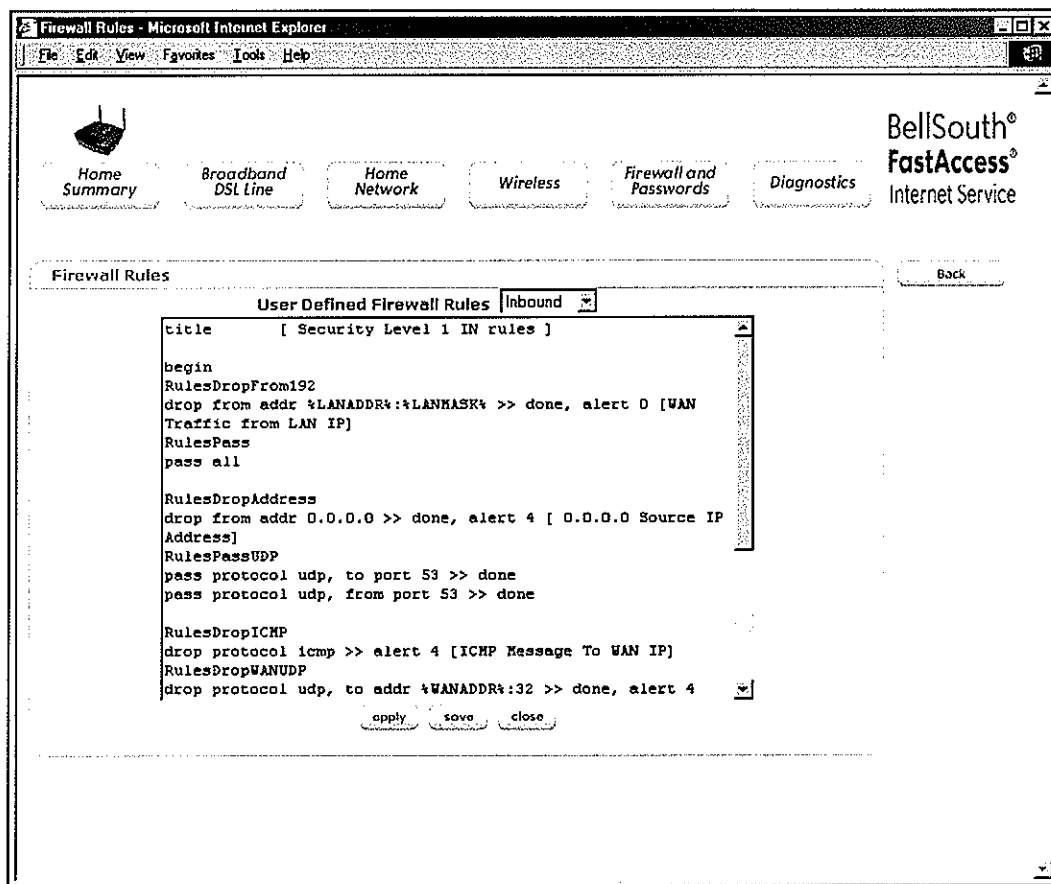 Firewall Rules - Microsoft Internet Explorer
File Edit View Favorites Tools Help
BellSouth®
FastAccess®
Internet Service
Home
Summary
Broadband
DSL Line
Home
Network
Wireless
Firewall and
Passwords
Diagnostics
Firewall Rules
Back
User Defined Firewall Rules Inbound
title [ Security Level 1 IN rules ]
begin
RulesDropFrom192
drop from addr %LANADDR%:%LANMASK% >> done, alert 0 [WAN
Traffic from LAN IP]
RulesPass
pass all
RulesDropAddress
drop from addr 0.0.0.0 >> done, alert 4 [ 0.0.0.0 Source IP
Address]
RulesPassUDP
pass protocol udp, to port 53 >> done
pass protocol udp, from port 53 >> done
RulesDropICMP
drop protocol icmp >> alert 4 [ICMP Message To WAN IP]
RulesDropWANUDP
drop protocol udp, to addr %WANADDR%:32 >> done, alert 4
apply save close